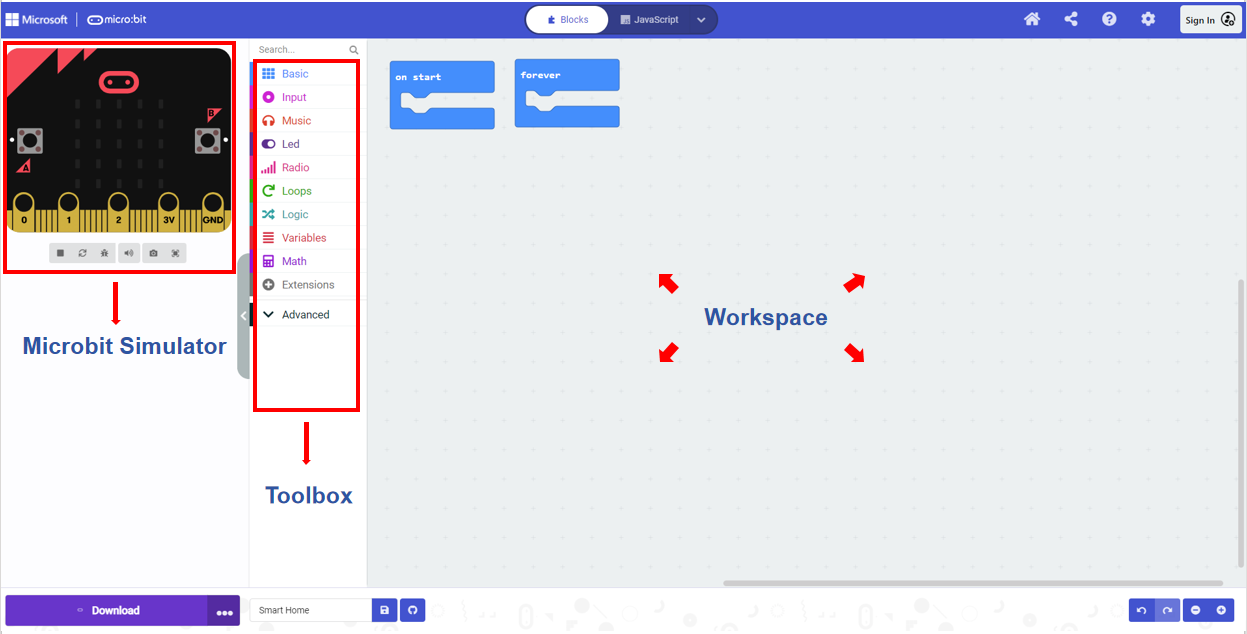 Microsoft
micro:bit
Blocks
JavaScript
Sign In
Search...
B
A
0
1
2
3V
GND
Basic
Input
Music
Led
Radio
Loops
Logic
Variables
Math
Extensions
Advanced
on start
forever
Microbit Simulator
Workspace
Toolbox
Download
Smart Home